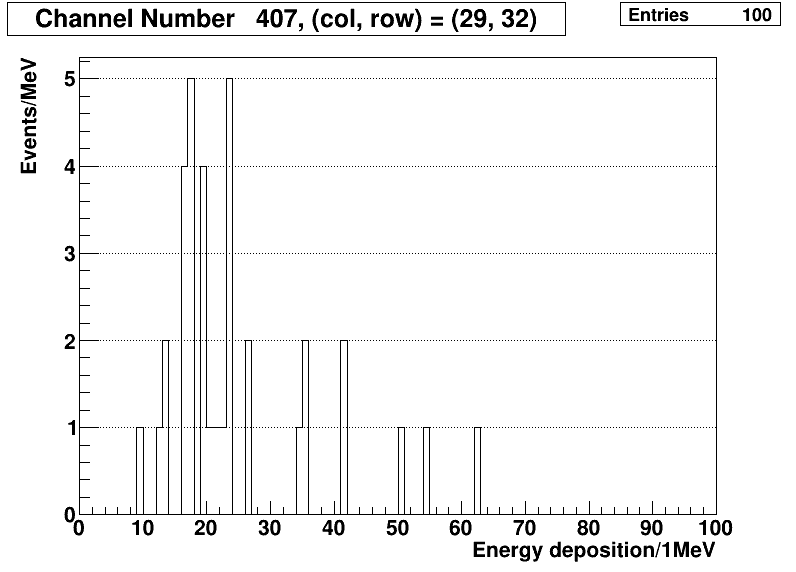 Channel Number 407, (col, row) = (29, 32)
Entries 100
Events/MeV
5
4
3
2
1
0
0 10 20 30 40 50 60 70 80 90 100
Energy deposition/1MeV